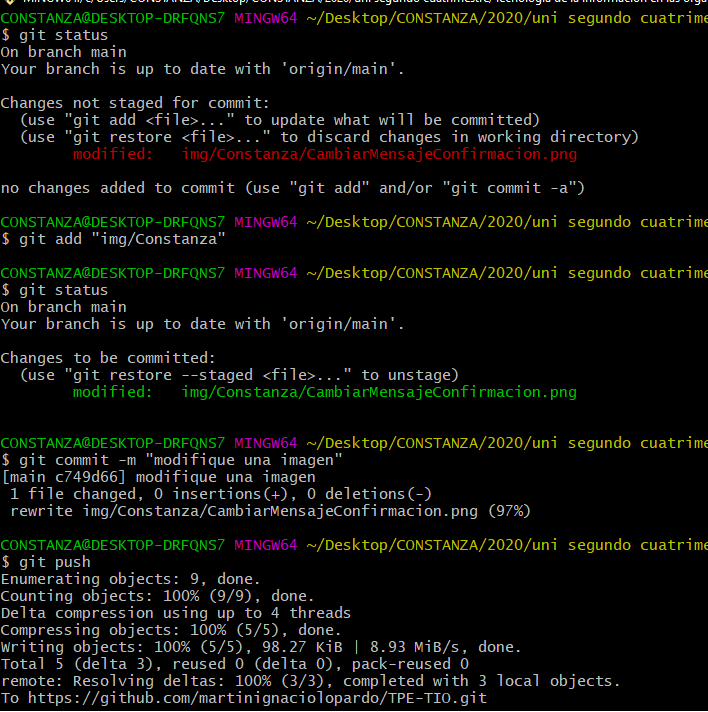 $ git status
On branch main
Your branch is up to date with 'origin/main'.
Changes not staged for commit:
(use "git add <file>..." to update what will be committed)
(use "git restore <file>..." to discard changes in working directory)
modified: img/Constanza/CambiarMensajeConfirmacion.png
no changes added to commit (use "git add" and/or "git commit -a")
CONSTANZA@DESKTOP-DRFQNS7 MINGW64 ~/Desktop/CONSTANZA/2020/uni segundo cuatrime
$ git add "img/Constanza"
CONSTANZA@DESKTOP-DRFQNS7 MINGW64 ~/Desktop/CONSTANZA/2020/uni segundo cuatrime
$ git status
On branch main
Your branch is up to date with 'origin/main'.
Changes to be committed:
(use "git restore --staged <file>..." to unstage)
modified: img/Constanza/CambiarMensajeConfirmacion.png
CONSTANZA@DESKTOP-DRFQNS7 MINGW64 ~/Desktop/CONSTANZA/2020/uni segundo cuatrime
$ git commit -m "modifique una imagen"
[main c749d66] modifique una imagen
1 file changed, 0 insertions(+), 0 deletions(-)
rewrite img/Constanza/CambiarMensajeConfirmacion.png (97%)
CONSTANZA@DESKTOP-DRFQNS7 MINGW64 ~/Desktop/CONSTANZA/2020/uni segundo cuatrime
$ git push
Enumerating objects: 9, done.
Counting objects: 100% (9/9), done.
Delta compression using up to 4 threads
Compressing objects: 100% (5/5), done.
Writing objects: 100% (5/5), 98.27 KiB | 8.93 MiB/s, done.
Total 5 (delta 3), reused 0 (delta 0), pack-reused 0
remote: Resolving deltas: 100% (3/3), completed with 3 local objects.
To https://github.com/martinignaciolopardo/TPE-TIO.git